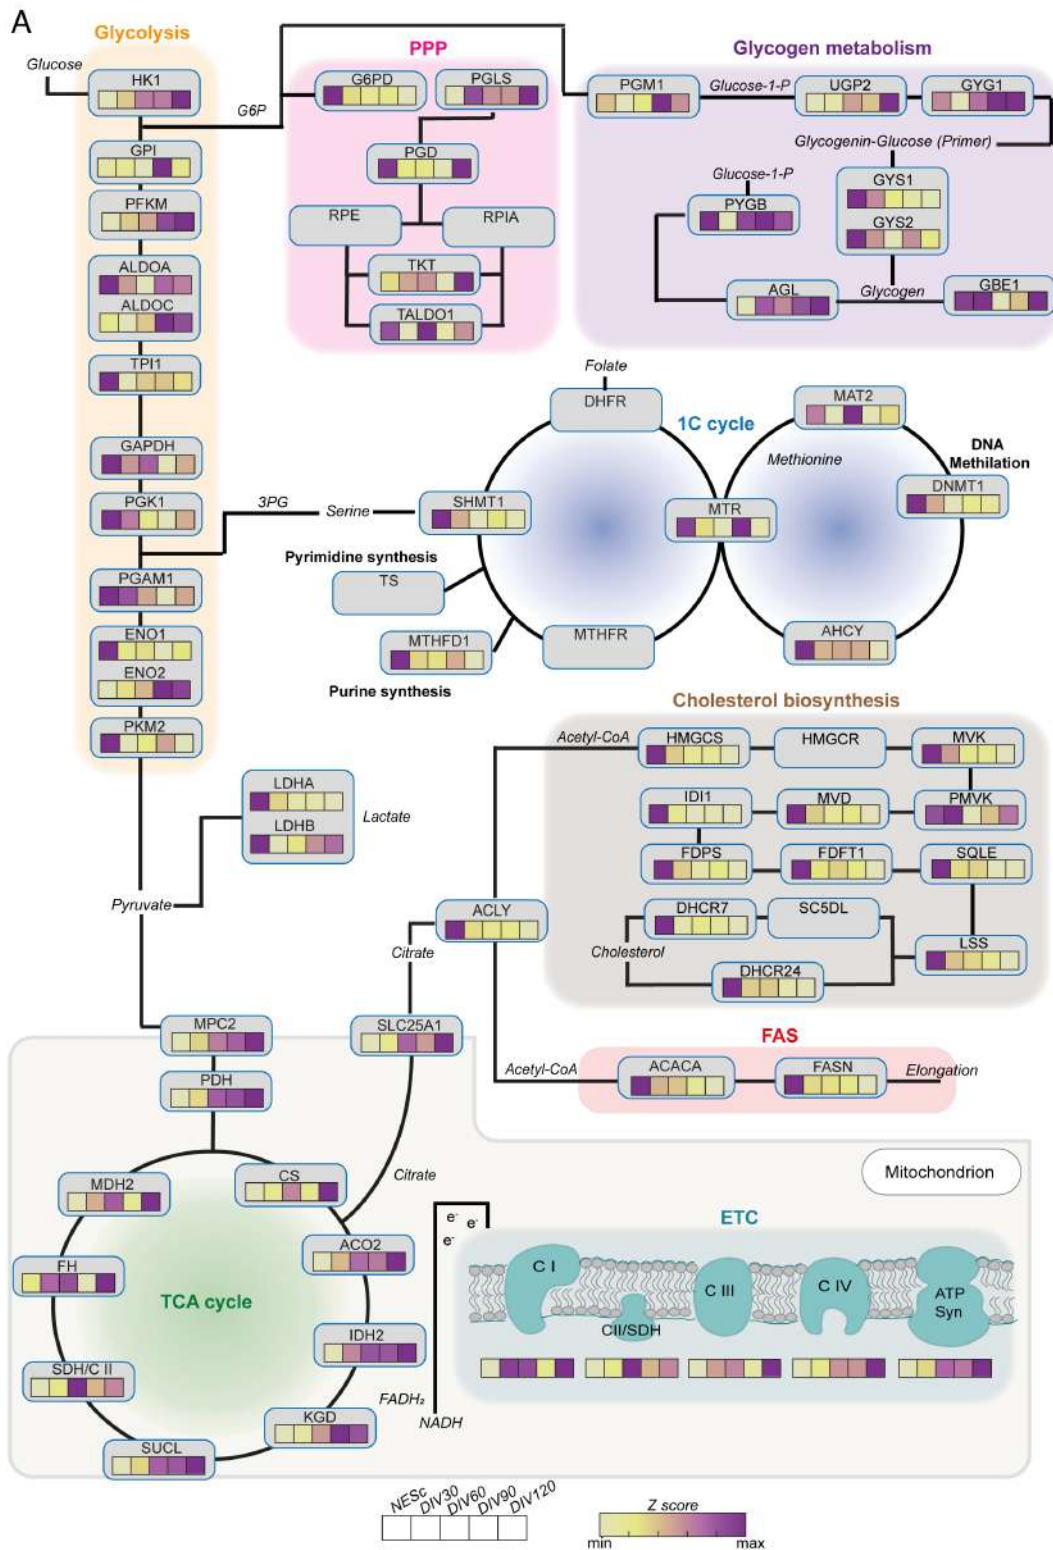 A
Glycolysis
Glucose
HK1
G6P
GPI
PFKM
ALDOA
ALDOC
TPI1
GAPDH
PGK1
3PG
PGAM1
ENO1
ENO2
PKM2
PPP
G6PD
PGLS
PGD
RPE
RPIA
TKT
TALDO1
Glycogen metabolism
PGM1
Glucose-1-P
UGP2
GYG1
Glycogenin-Glucose (Primer)
Glucose-1-P
PYGB
GYS1
GYS2
AGL
Glycogen
GBE1
Folate
DHFR
1C cycle
MAT2
Methionine
DNA
Methilation
DNMT1
Serine
SHMT1
MTR
Pyrimidine synthesis
TS
MTHFD1
Purine synthesis
MTHFR
AHCY
Cholesterol biosynthesis
Acetyl-CoA
HMGCS
HMGCR
MVK
IDI1
MVD
PMVK
FDPS
FDFT1
SQLE
DHCR7
SC5DL
Cholesterol
LSS
DHCR24
LDHA
LDHB
Lactate
Pyruvate
ACLY
Citrate
FAS
Acetyl-CoA
ACACA
FASN
Elongation
MPC2
SLC25A1
PDH
Citrate
Mitochondrion
MDH2
CS
ACO2
FH
TCA cycle
IDH2
SDH/C II
KGD
SUCL
FADH₂
NADH
e⁻
e⁻
e⁻
ETC
C I
CII/SDH
C III
C IV
ATP
Syn
NESc
DIV30
DIV60
DIV90
DIV120
Z score
min
max